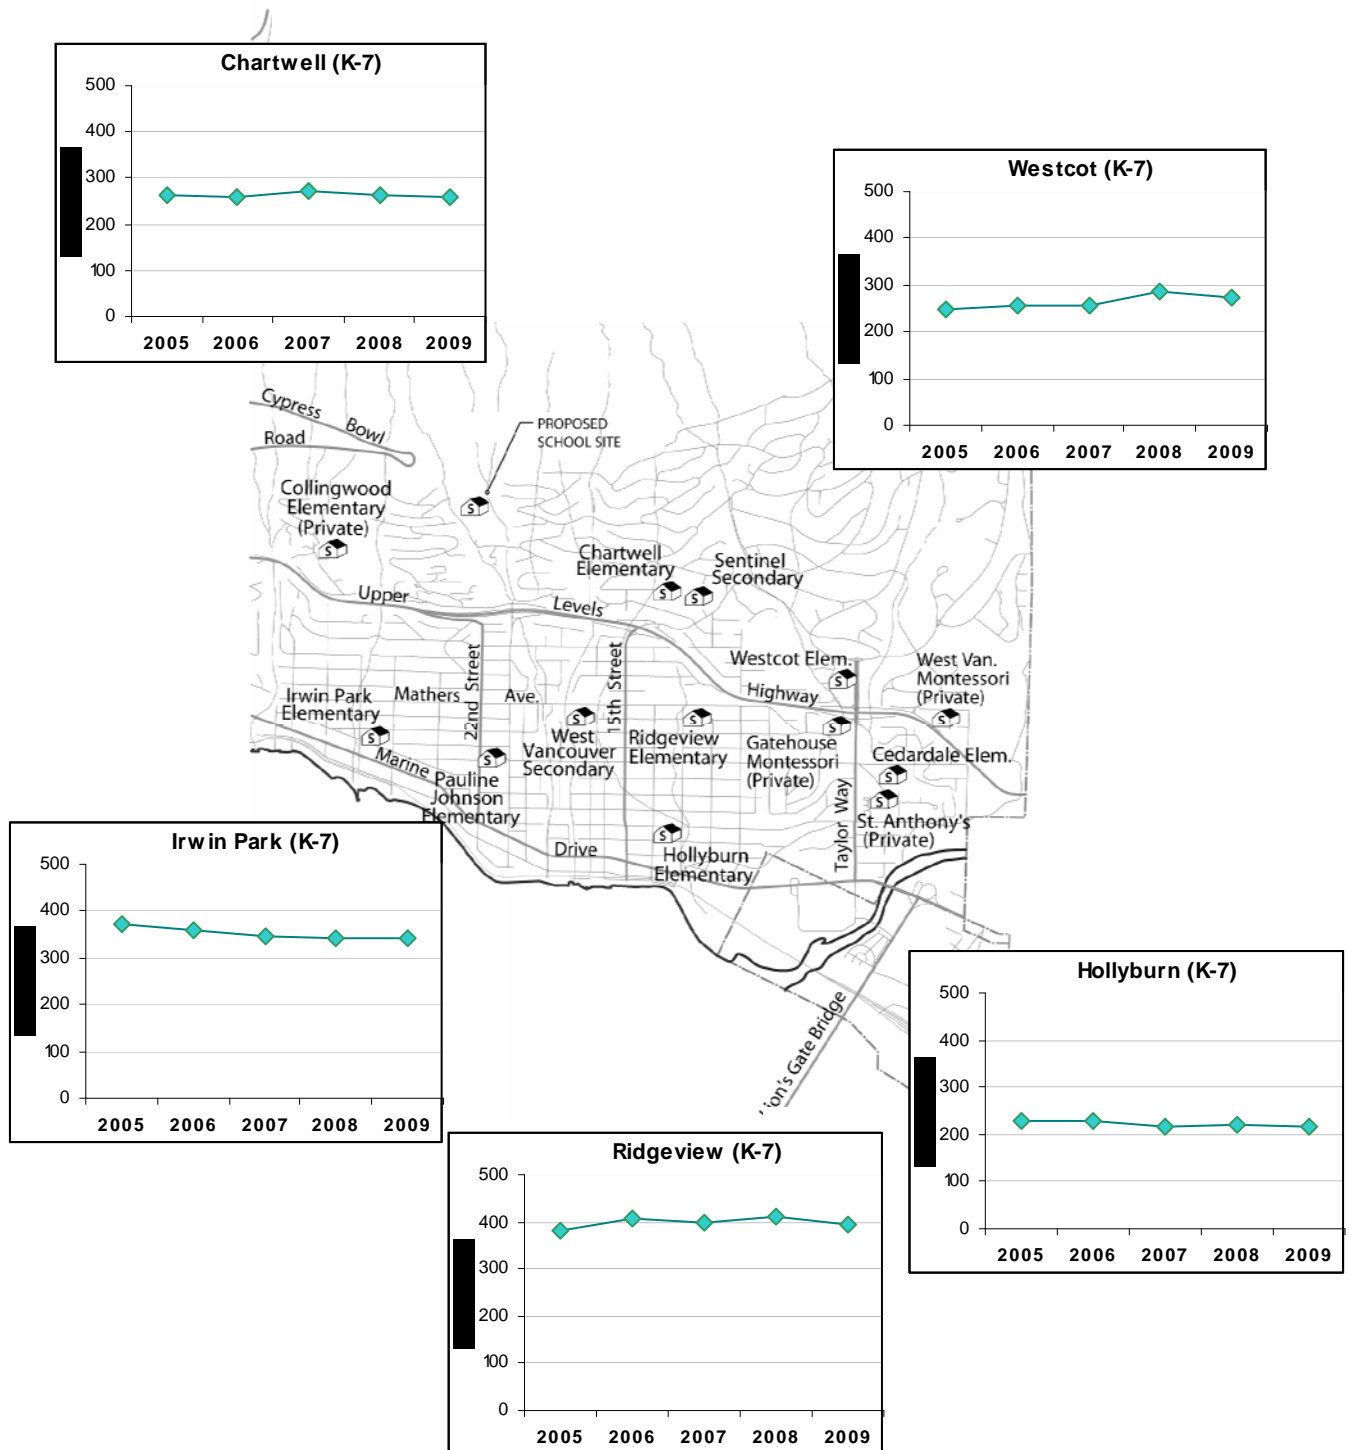 Chartwell (K-7)
500
400
300
200
100
0
2005 2006 2007 2008 2009
Westcot (K-7)
500
400
300
200
100
0
2005 2006 2007 2008 2009
Cypress Bowl
Road
PROPOSED
SCHOOL SITE
Collingwood
Elementary
(Private)
S
S
Chartwell
Elementary
S
Sentinel
Secondary
S
Upper Levels Highway
22nd Street
15th Street
Westcot Elem.
S
West Van.
Montessori
(Private)
S
Irwin Park
Elementary
S
Mathers Ave.
West
Vancouver
Secondary
S
Ridgeview
Elementary
S
Gatehouse
Montessori
(Private)
S
Cedardale Elem.
S
Marine Drive
Pauline
Johnson
Elementary
S
Taylor Way
St. Anthony's
(Private)
S
Hollyburn
Elementary
S
Lion's Gate Bridge
Irwin Park (K-7)
500
400
300
200
100
0
2005 2006 2007 2008 2009
Hollyburn (K-7)
500
400
300
200
100
0
2005 2006 2007 2008 2009
Ridgeview (K-7)
500
400
300
200
100
0
2005 2006 2007 2008 2009